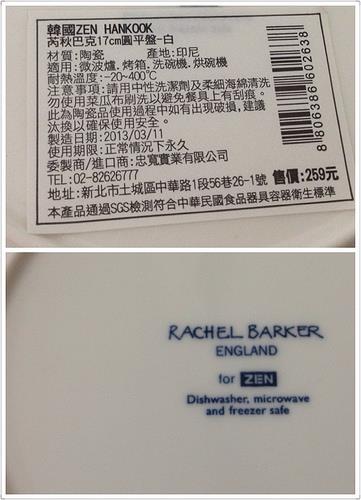 韓國ZEN HANKOOK
芮秋巴克17cm圓平盤-白
材質:陶瓷 產地:印尼
適用:微波爐.烤箱.洗碗機.烘碗機
耐熱溫度:-20~400℃
注意事項:請用中性洗潔劑及柔細海綿清洗
勿使用菜瓜布刷洗以避免餐具上有刮痕。
此為陶瓷品使用過程中如有出現破損,建議
汰換以確保使用安全。
製造日期:2013/03/11
使用期限:正常情況下永久
委製商/進口商:忠寬實業有限公司
TEL:02-82626777
地址:新北市土城區中華路1段56巷26-1號 售價:259元
本產品通過SGS檢測符合中華民國食品器具容器衛生標準
8 806386 602638
RACHEL BARKER
ENGLAND
for ZEN
Dishwasher, microwave
and freezer safe